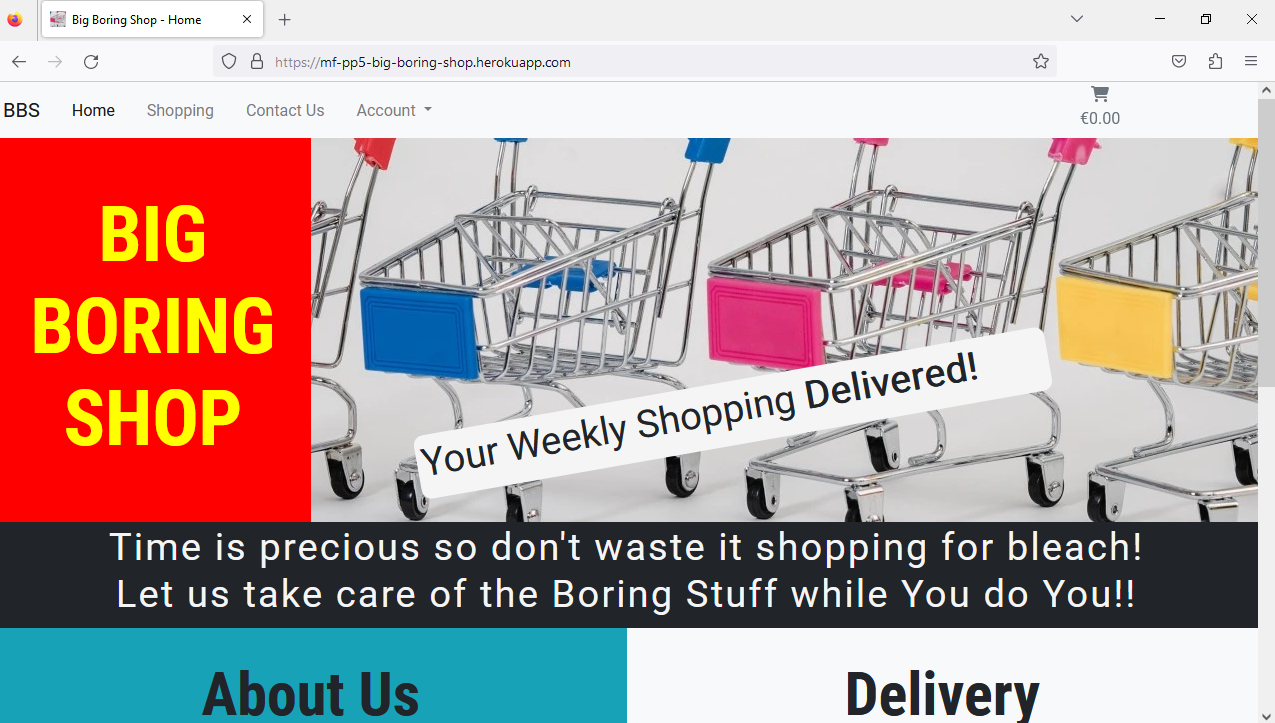 Big Boring Shop - Home
https://mf-pp5-big-boring-shop.herokuapp.com
BBS Home Shopping Contact Us Account €0.00
BIG
BORING
SHOP
Your Weekly Shopping Delivered!
Time is precious so don't waste it shopping for bleach!
Let us take care of the Boring Stuff while You do You!!
About Us Delivery